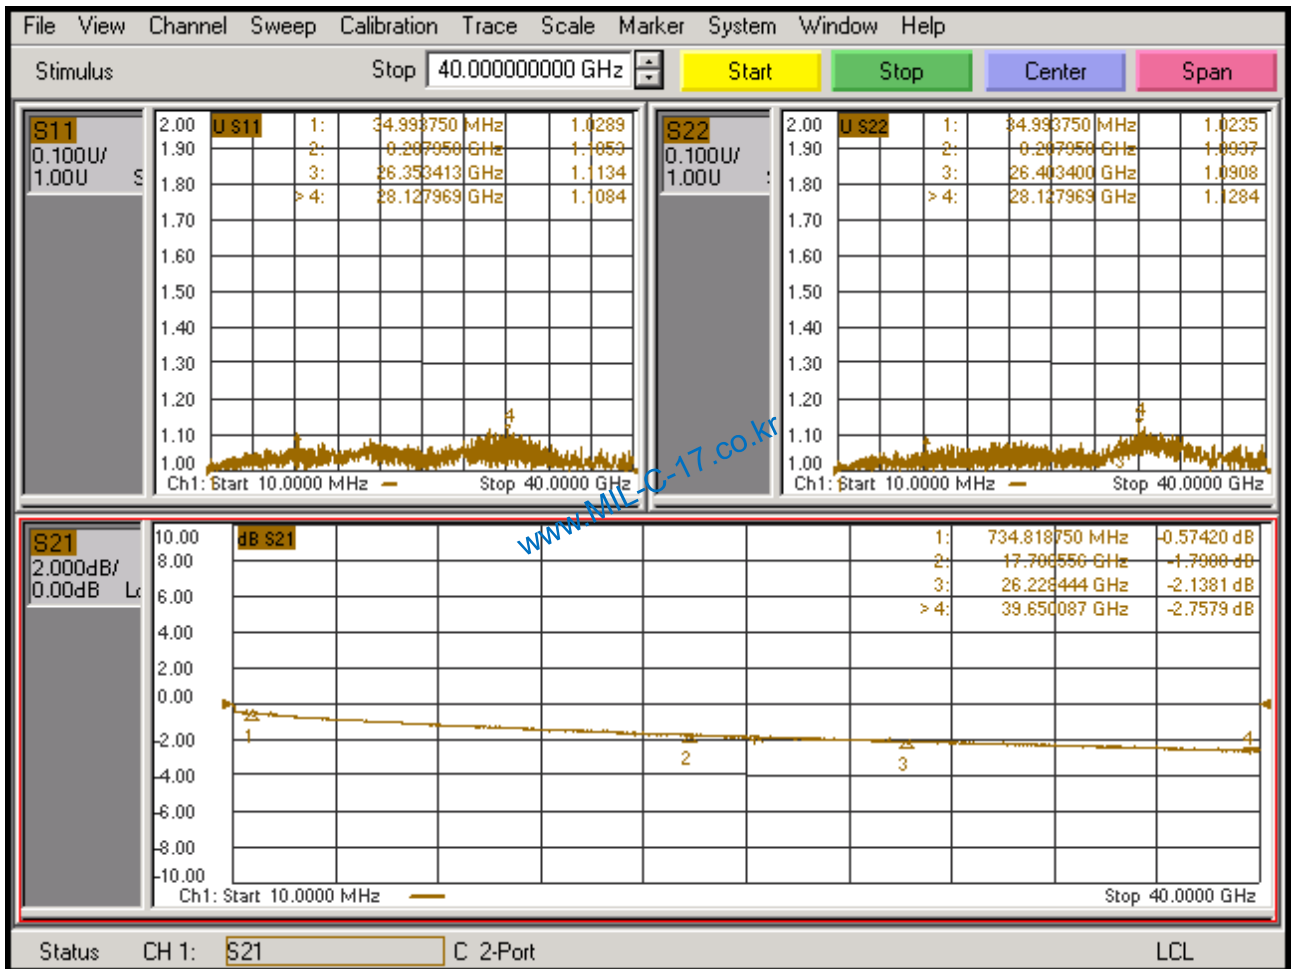 File View Channel Sweep Calibration Trace Scale Marker System Window Help
Stimulus Stop 40.000000000 GHz Start Stop Center Span
S11
0.100U/
1.00U S
2.00
1.90
1.80
1.70
1.60
1.50
1.40
1.30
1.20
1.10
1.00
U S11
1: 34.993750 MHz 1.0289
2: 0.207950 GHz 1.1053
3: 26.353413 GHz 1.1134
> 4: 28.127969 GHz 1.1084
4
Ch1: Start 10.0000 MHz Stop 40.0000 GHz
S22
0.100U/
1.00U
2.00
1.90
1.80
1.70
1.60
1.50
1.40
1.30
1.20
1.10
1.00
U S22
1: 34.993750 MHz 1.0235
2: 0.207950 GHz 1.0937
3: 26.403400 GHz 1.0908
> 4: 28.127969 GHz 1.1284
4
Ch1: Start 10.0000 MHz Stop 40.0000 GHz
www.MIL-C-17.co.kr
S21
2.000dB/
0.00dB Lo
10.00
8.00
6.00
4.00
2.00
0.00
-2.00
-4.00
-6.00
-8.00
-10.00
dB S21
1: 734.818750 MHz -0.57420 dB
2: 17.706556 GHz -1.7900 dB
3: 26.228444 GHz -2.1381 dB
> 4: 39.650087 GHz -2.7579 dB
1
2
3
4
Ch1: Start 10.0000 MHz Stop 40.0000 GHz
Status CH 1: S21 C 2-Port LCL